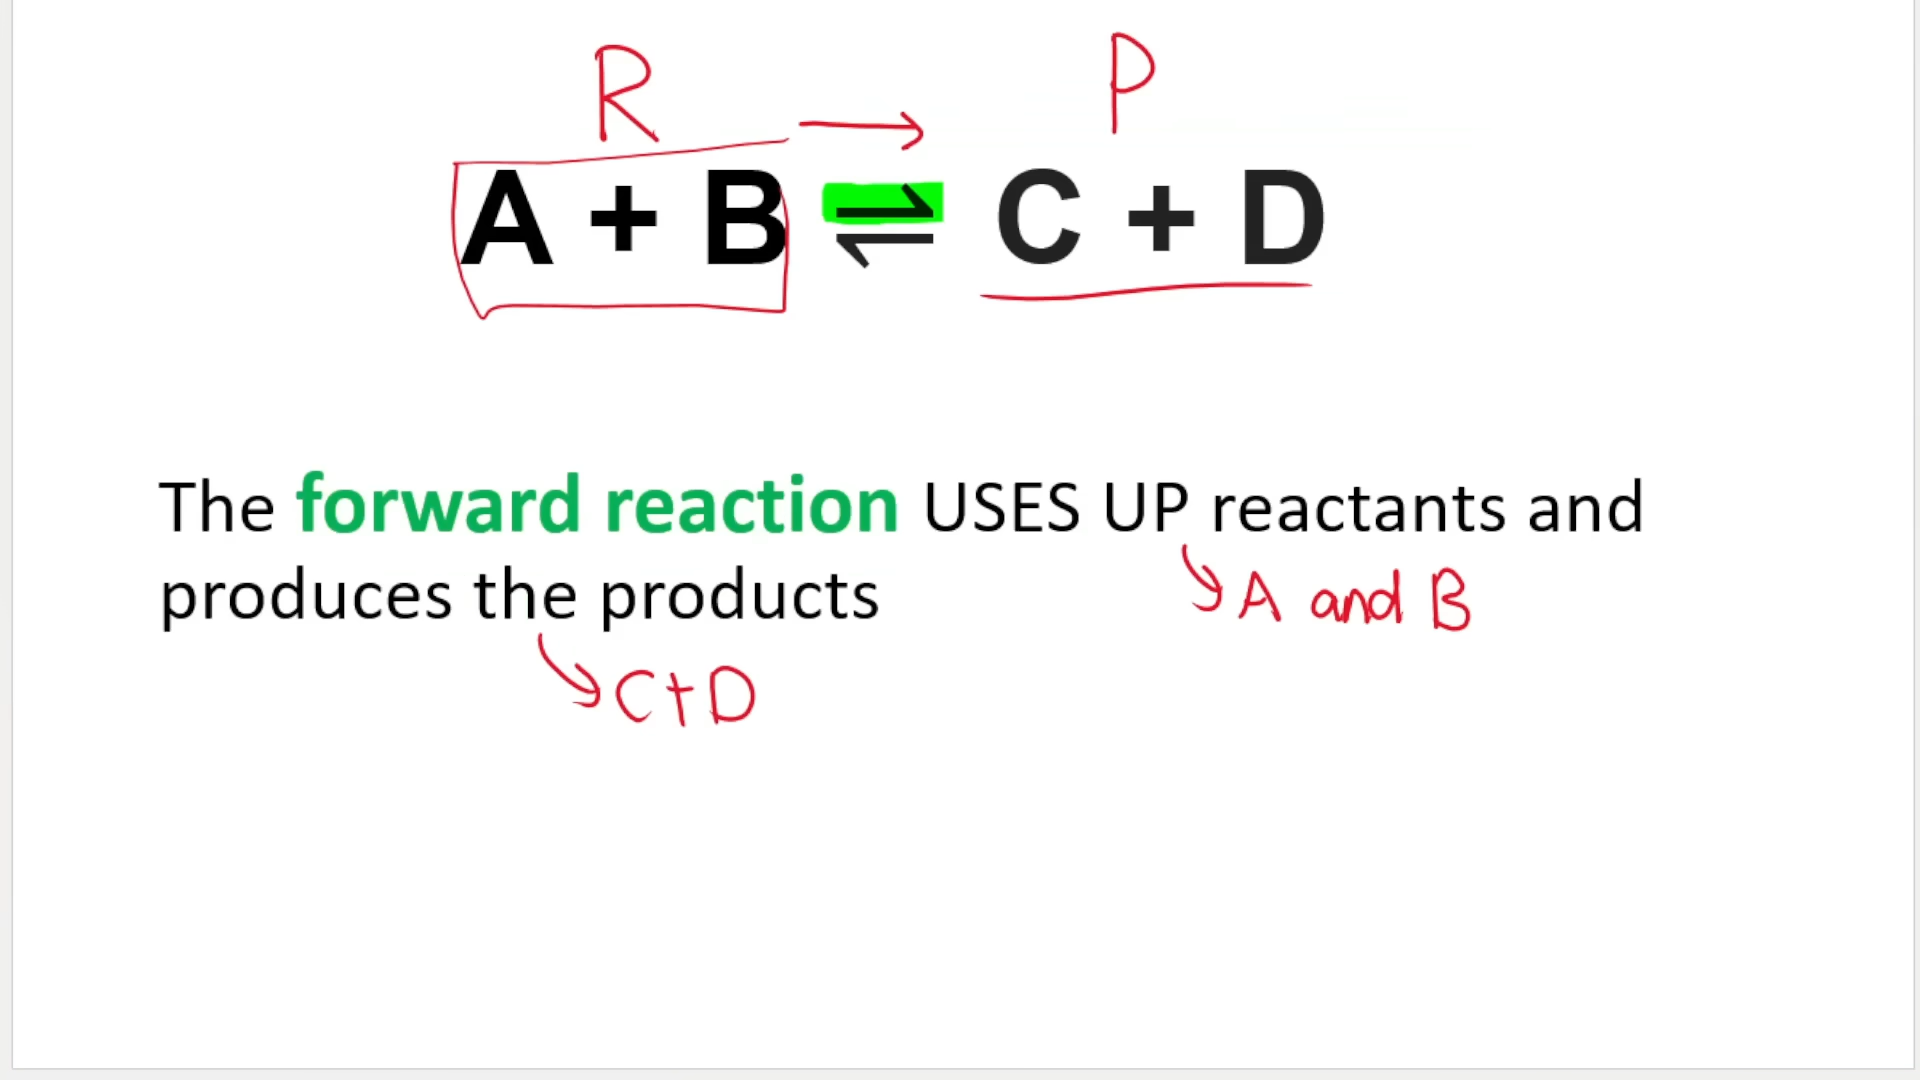 R → P
A + B ⇌ C + D
The forward reaction USES UP reactants and
A and B
produces the products
C + D